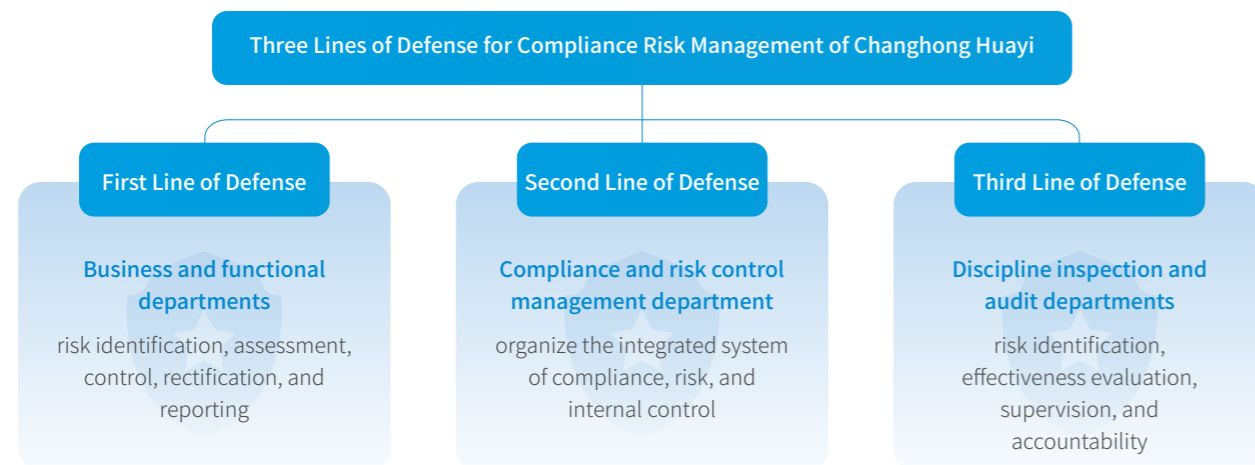 Three Lines of Defense for Compliance Risk Management of Changhong Huayi
First Line of Defense
Business and functional
departments
risk identification, assessment,
control, rectification, and
reporting
Second Line of Defense
Compliance and risk control
management department
organize the integrated system
of compliance, risk, and
internal control
Third Line of Defense
Discipline inspection and
audit departments
risk identification,
effectiveness evaluation,
supervision, and
accountability